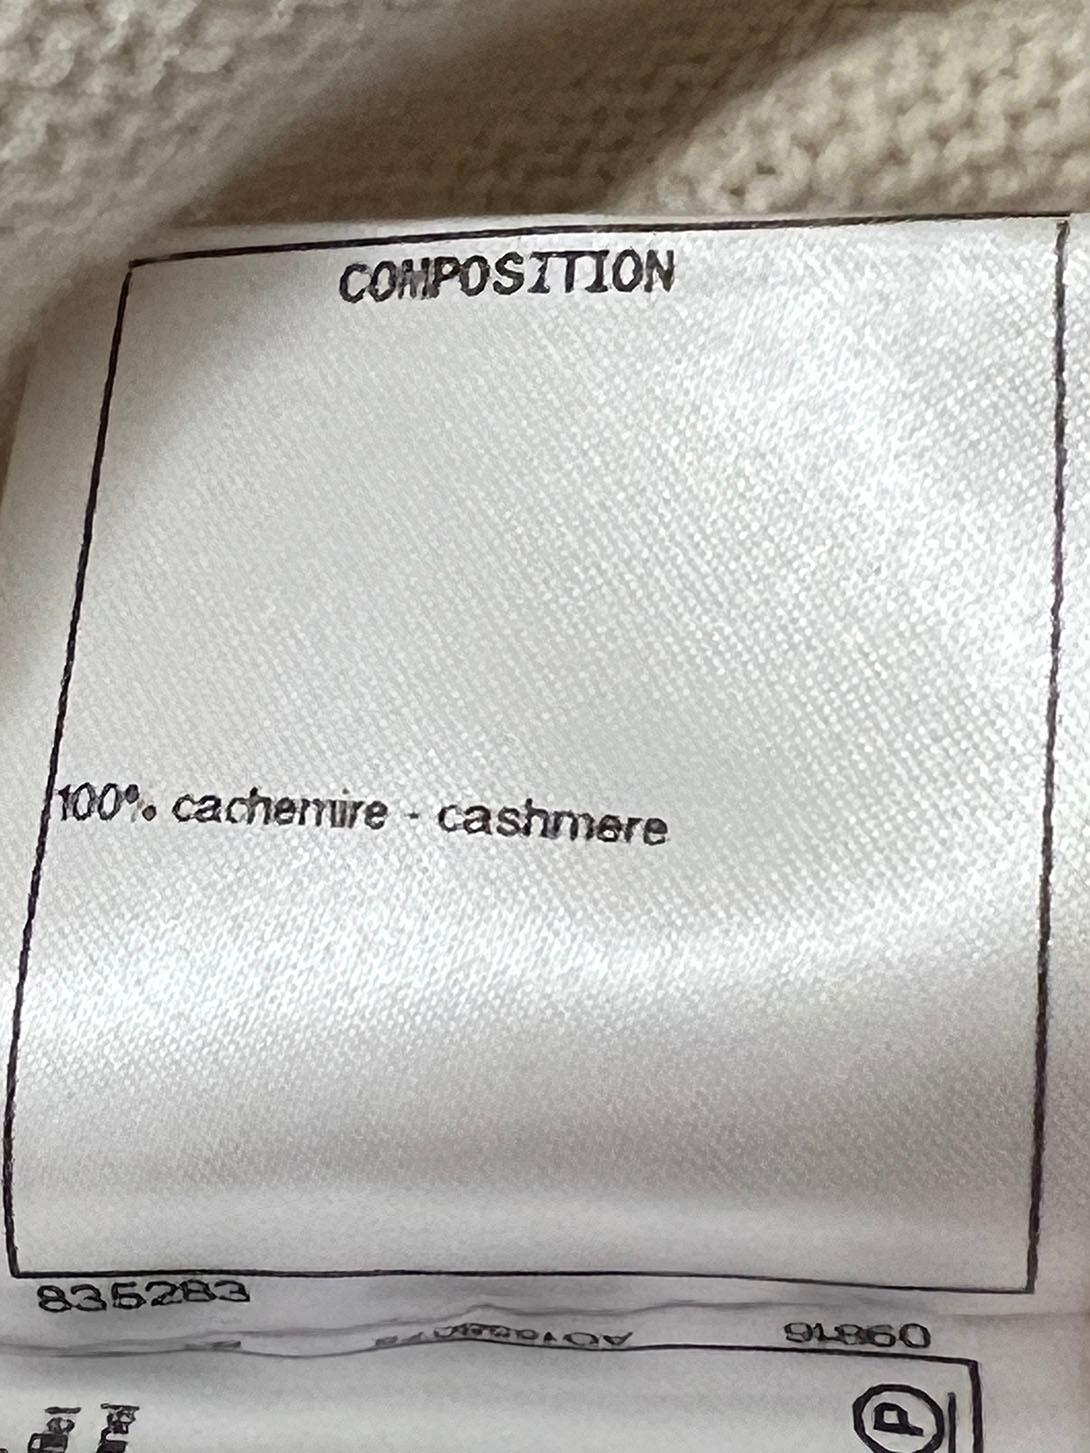 COMPOSITION
100% cachemire - cashmere
835283
91860
P